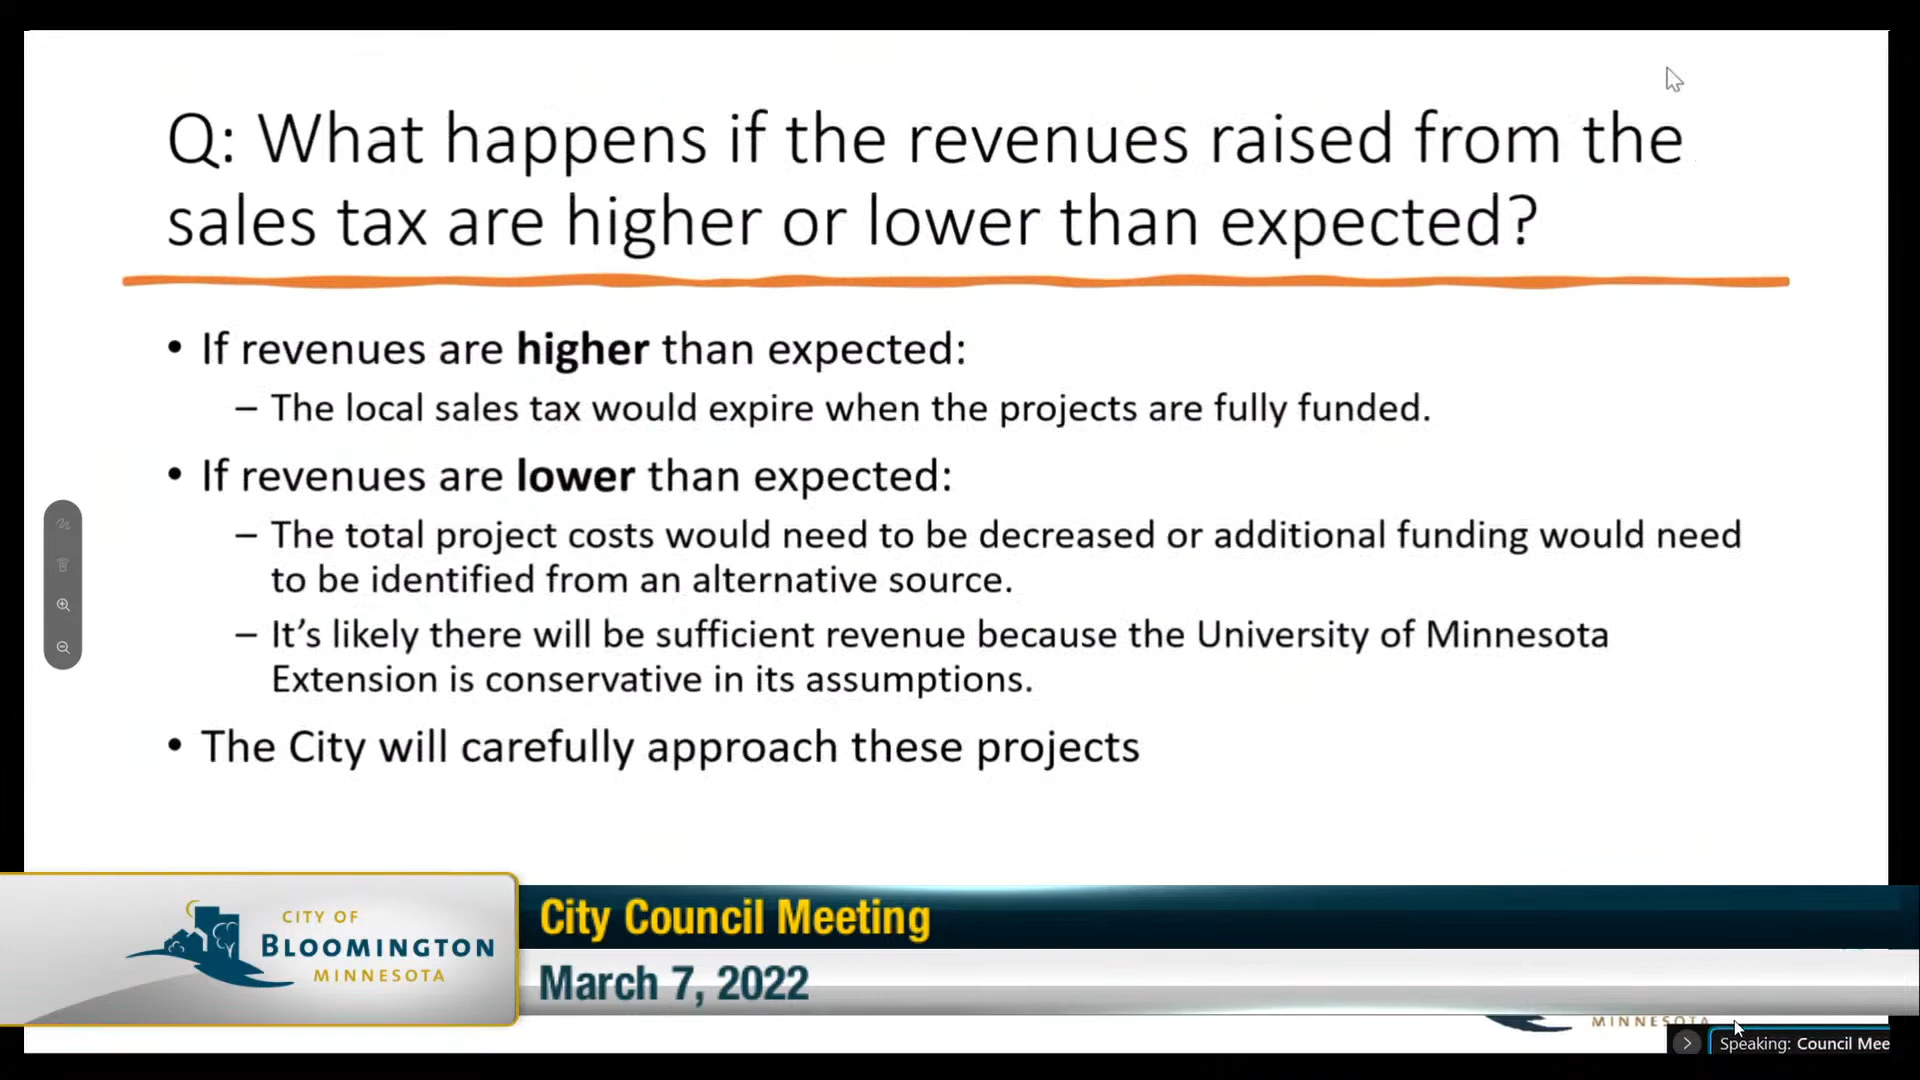 Q: What happens if the revenues raised from the
sales tax are higher or lower than expected?
• If revenues are higher than expected:
– The local sales tax would expire when the projects are fully funded.
• If revenues are lower than expected:
– The total project costs would need to be decreased or additional funding would need
to be identified from an alternative source.
– It’s likely there will be sufficient revenue because the University of Minnesota
Extension is conservative in its assumptions.
• The City will carefully approach these projects
CITY OF
BLOOMINGTON
MINNESOTA
City Council Meeting
March 7, 2022
MINNESOTA
Speaking: Council Mee